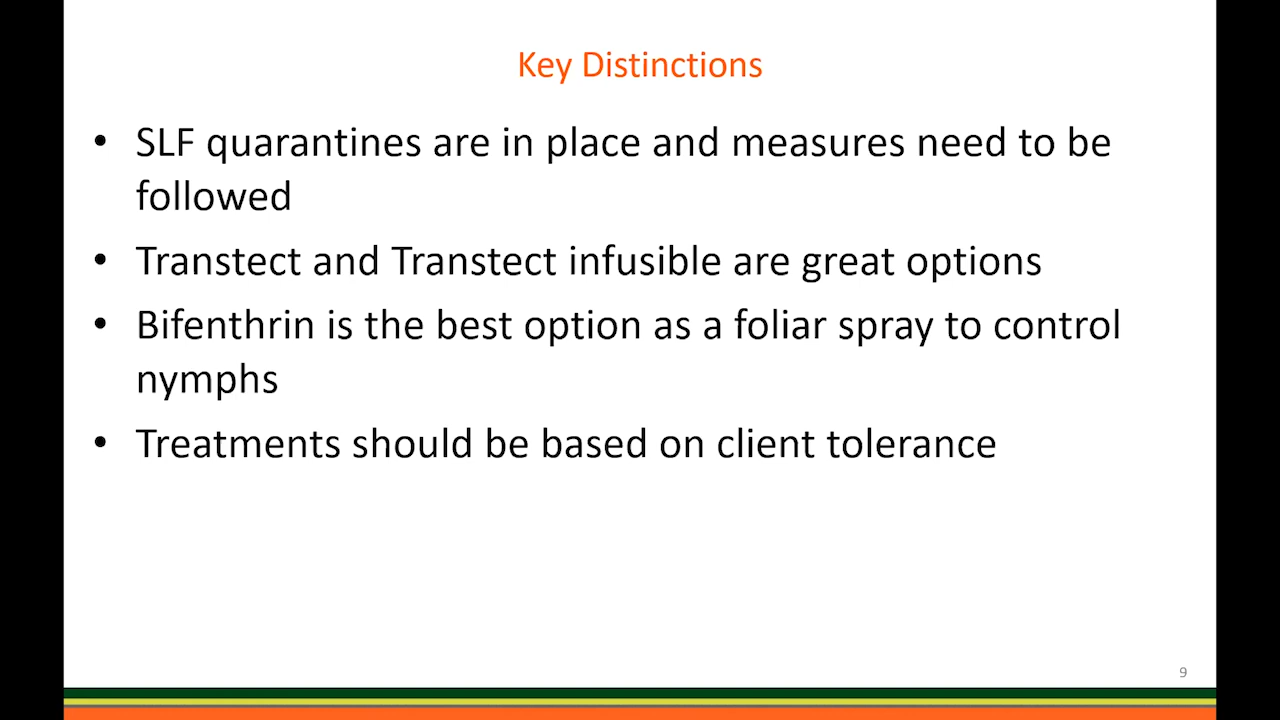 Key Distinctions
• SLF quarantines are in place and measures need to be
followed
• Transtect and Transtect infusible are great options
• Bifenthrin is the best option as a foliar spray to control
nymphs
• Treatments should be based on client tolerance
9